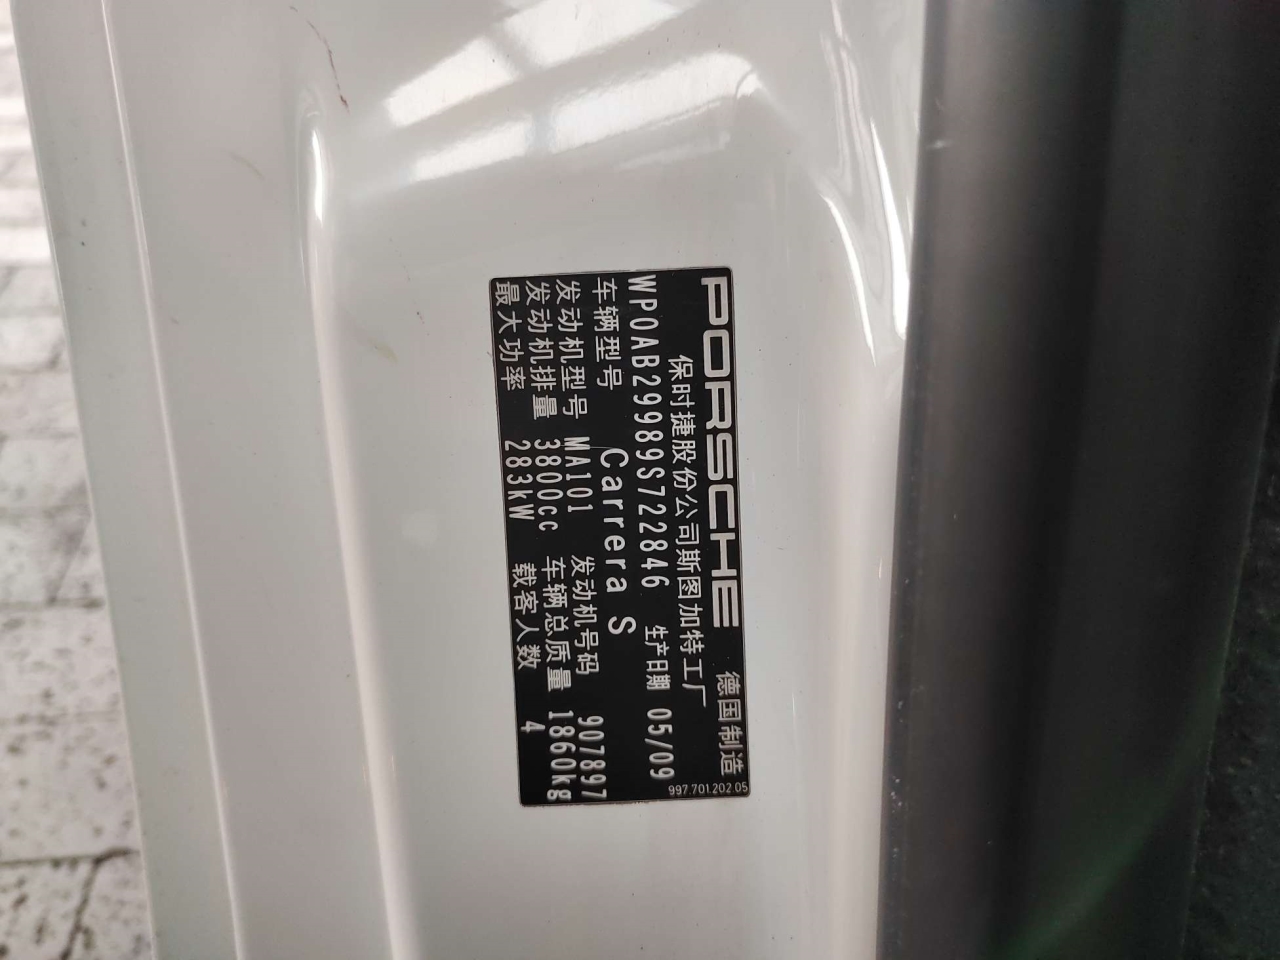 PORSCHE 德国制造
保时捷股份公司斯图加特工厂
WP0AB29989S722846 生产日期 05/09
车辆型号 Carrera S
发动机型号 MA101 发动机号码 907897
发动机排量 3800cc 车辆总质量 1860kg
最大功率 283kW 载客人数 4
997.701.202.05